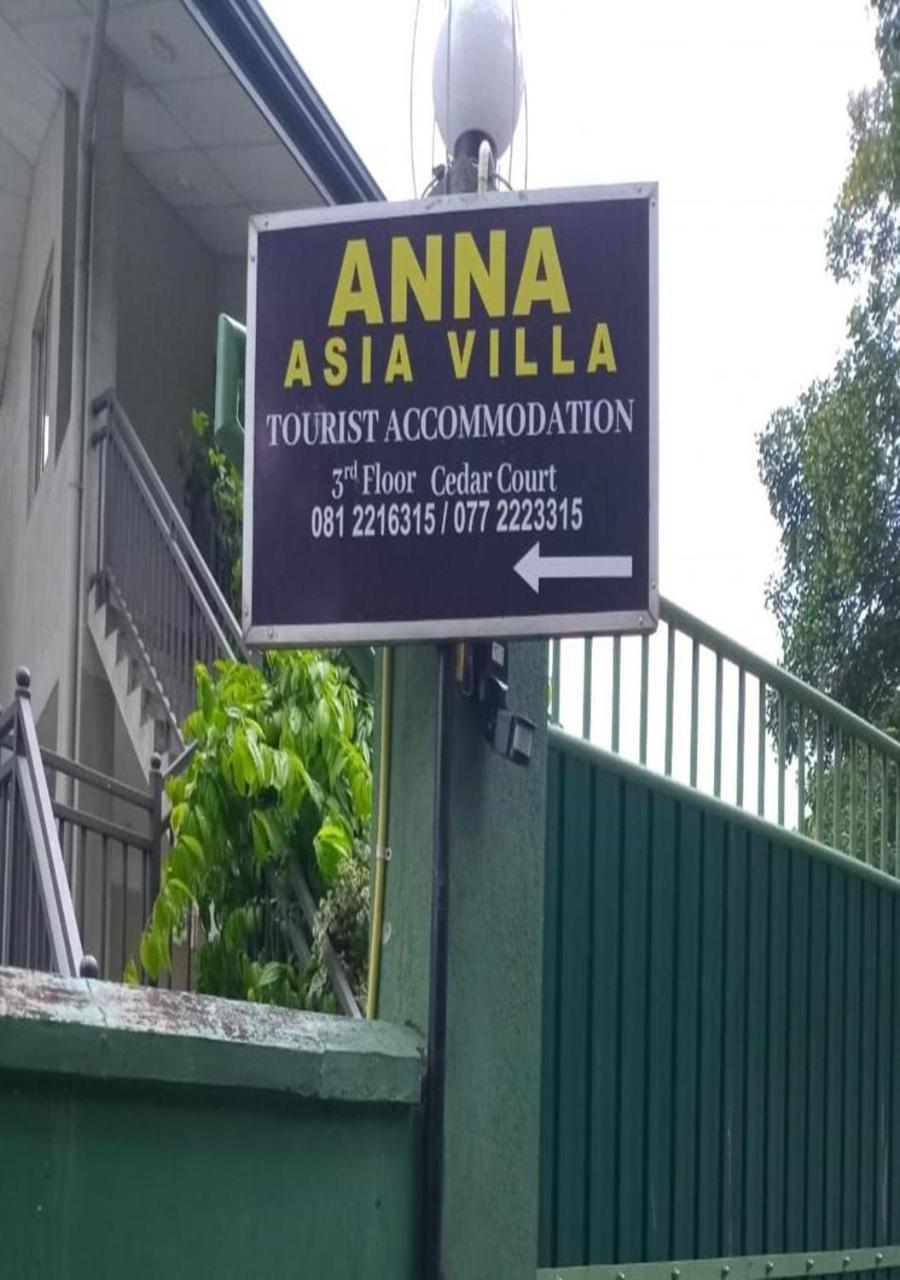 ANNA
ASIA VILLA
TOURIST ACCOMMODATION
3rd Floor Cedar Court
081 2216315 / 077 2223315